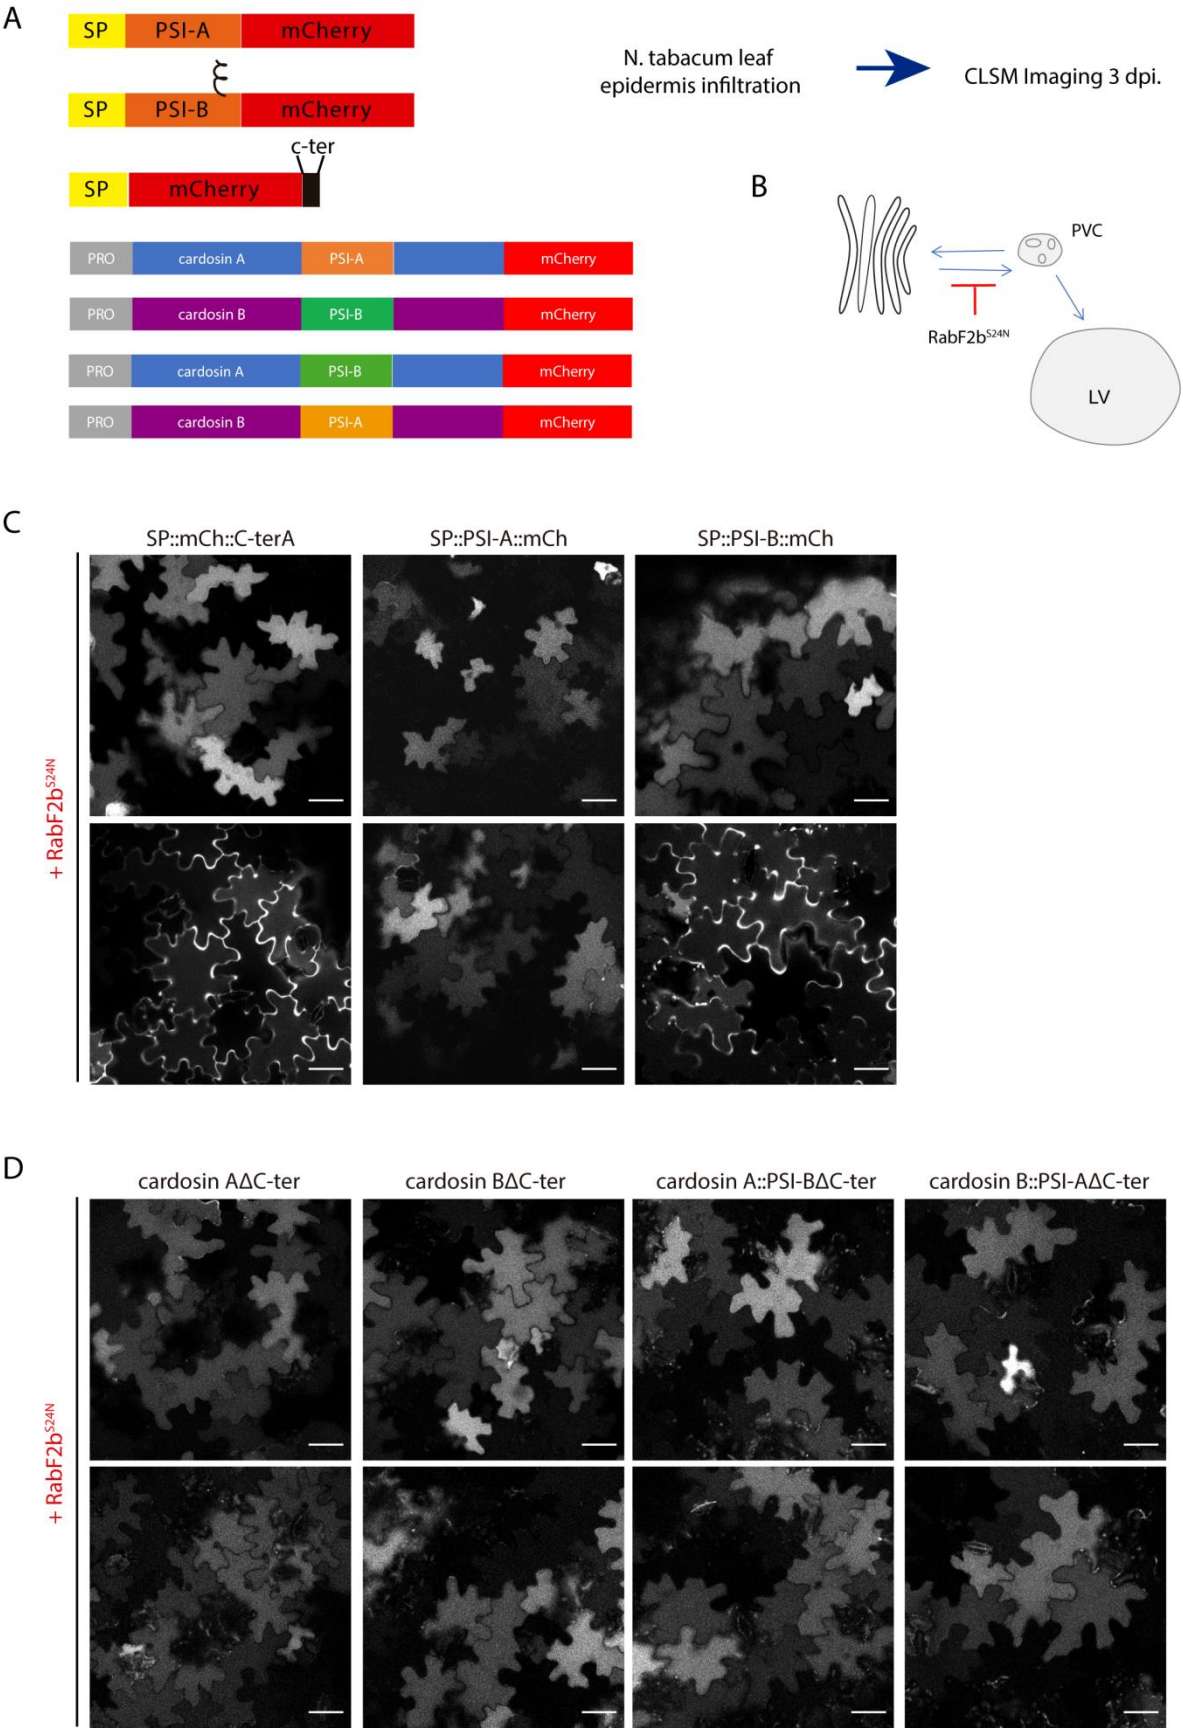 A
SP PSI-A mCherry
SP PSI-B mCherry
c-ter
SP mCherry
PRO cardosin A PSI-A mCherry
PRO cardosin B PSI-B mCherry
PRO cardosin A PSI-B mCherry
PRO cardosin B PSI-A mCherry
N. tabacum leaf
epidermis infiltration
CLSM Imaging 3 dpi.
B
PVC
RabF2b^S24N
LV
C
SP::mCh::C-terA SP::PSI-A::mCh SP::PSI-B::mCh
+ RabF2b^S24N
D
cardosin AΔC-ter cardosin BΔC-ter cardosin A::PSI-BΔC-ter cardosin B::PSI-AΔC-ter
+ RabF2b^S24N